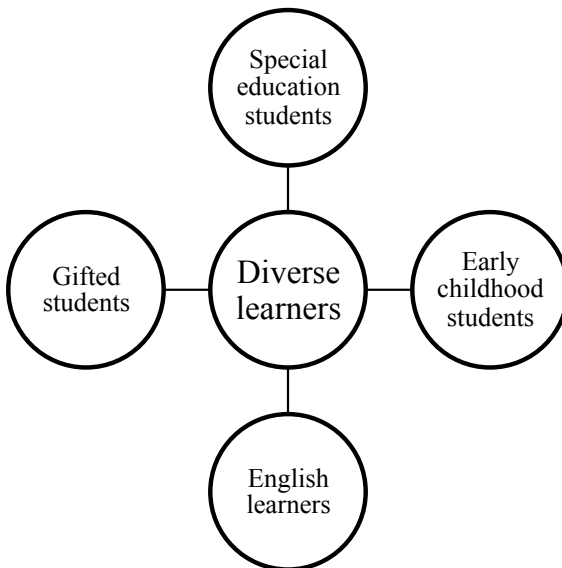 Special
education
students
Gifted
students
Diverse
learners
Early
childhood
students
English
learners